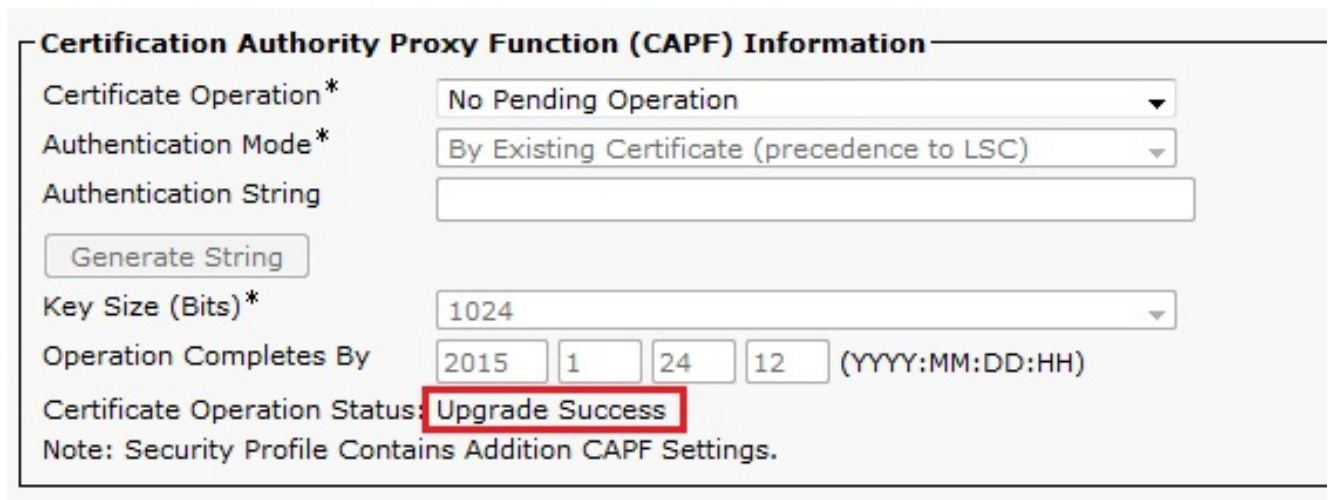 Certification Authority Proxy Function (CAPF) Information
Certificate Operation* No Pending Operation
Authentication Mode* By Existing Certificate (precedence to LSC)
Authentication String
Generate String
Key Size (Bits)* 1024
Operation Completes By 2015 1 24 12 (YYYY:MM:DD:HH)
Certificate Operation Status: Upgrade Success
Note: Security Profile Contains Addition CAPF Settings.